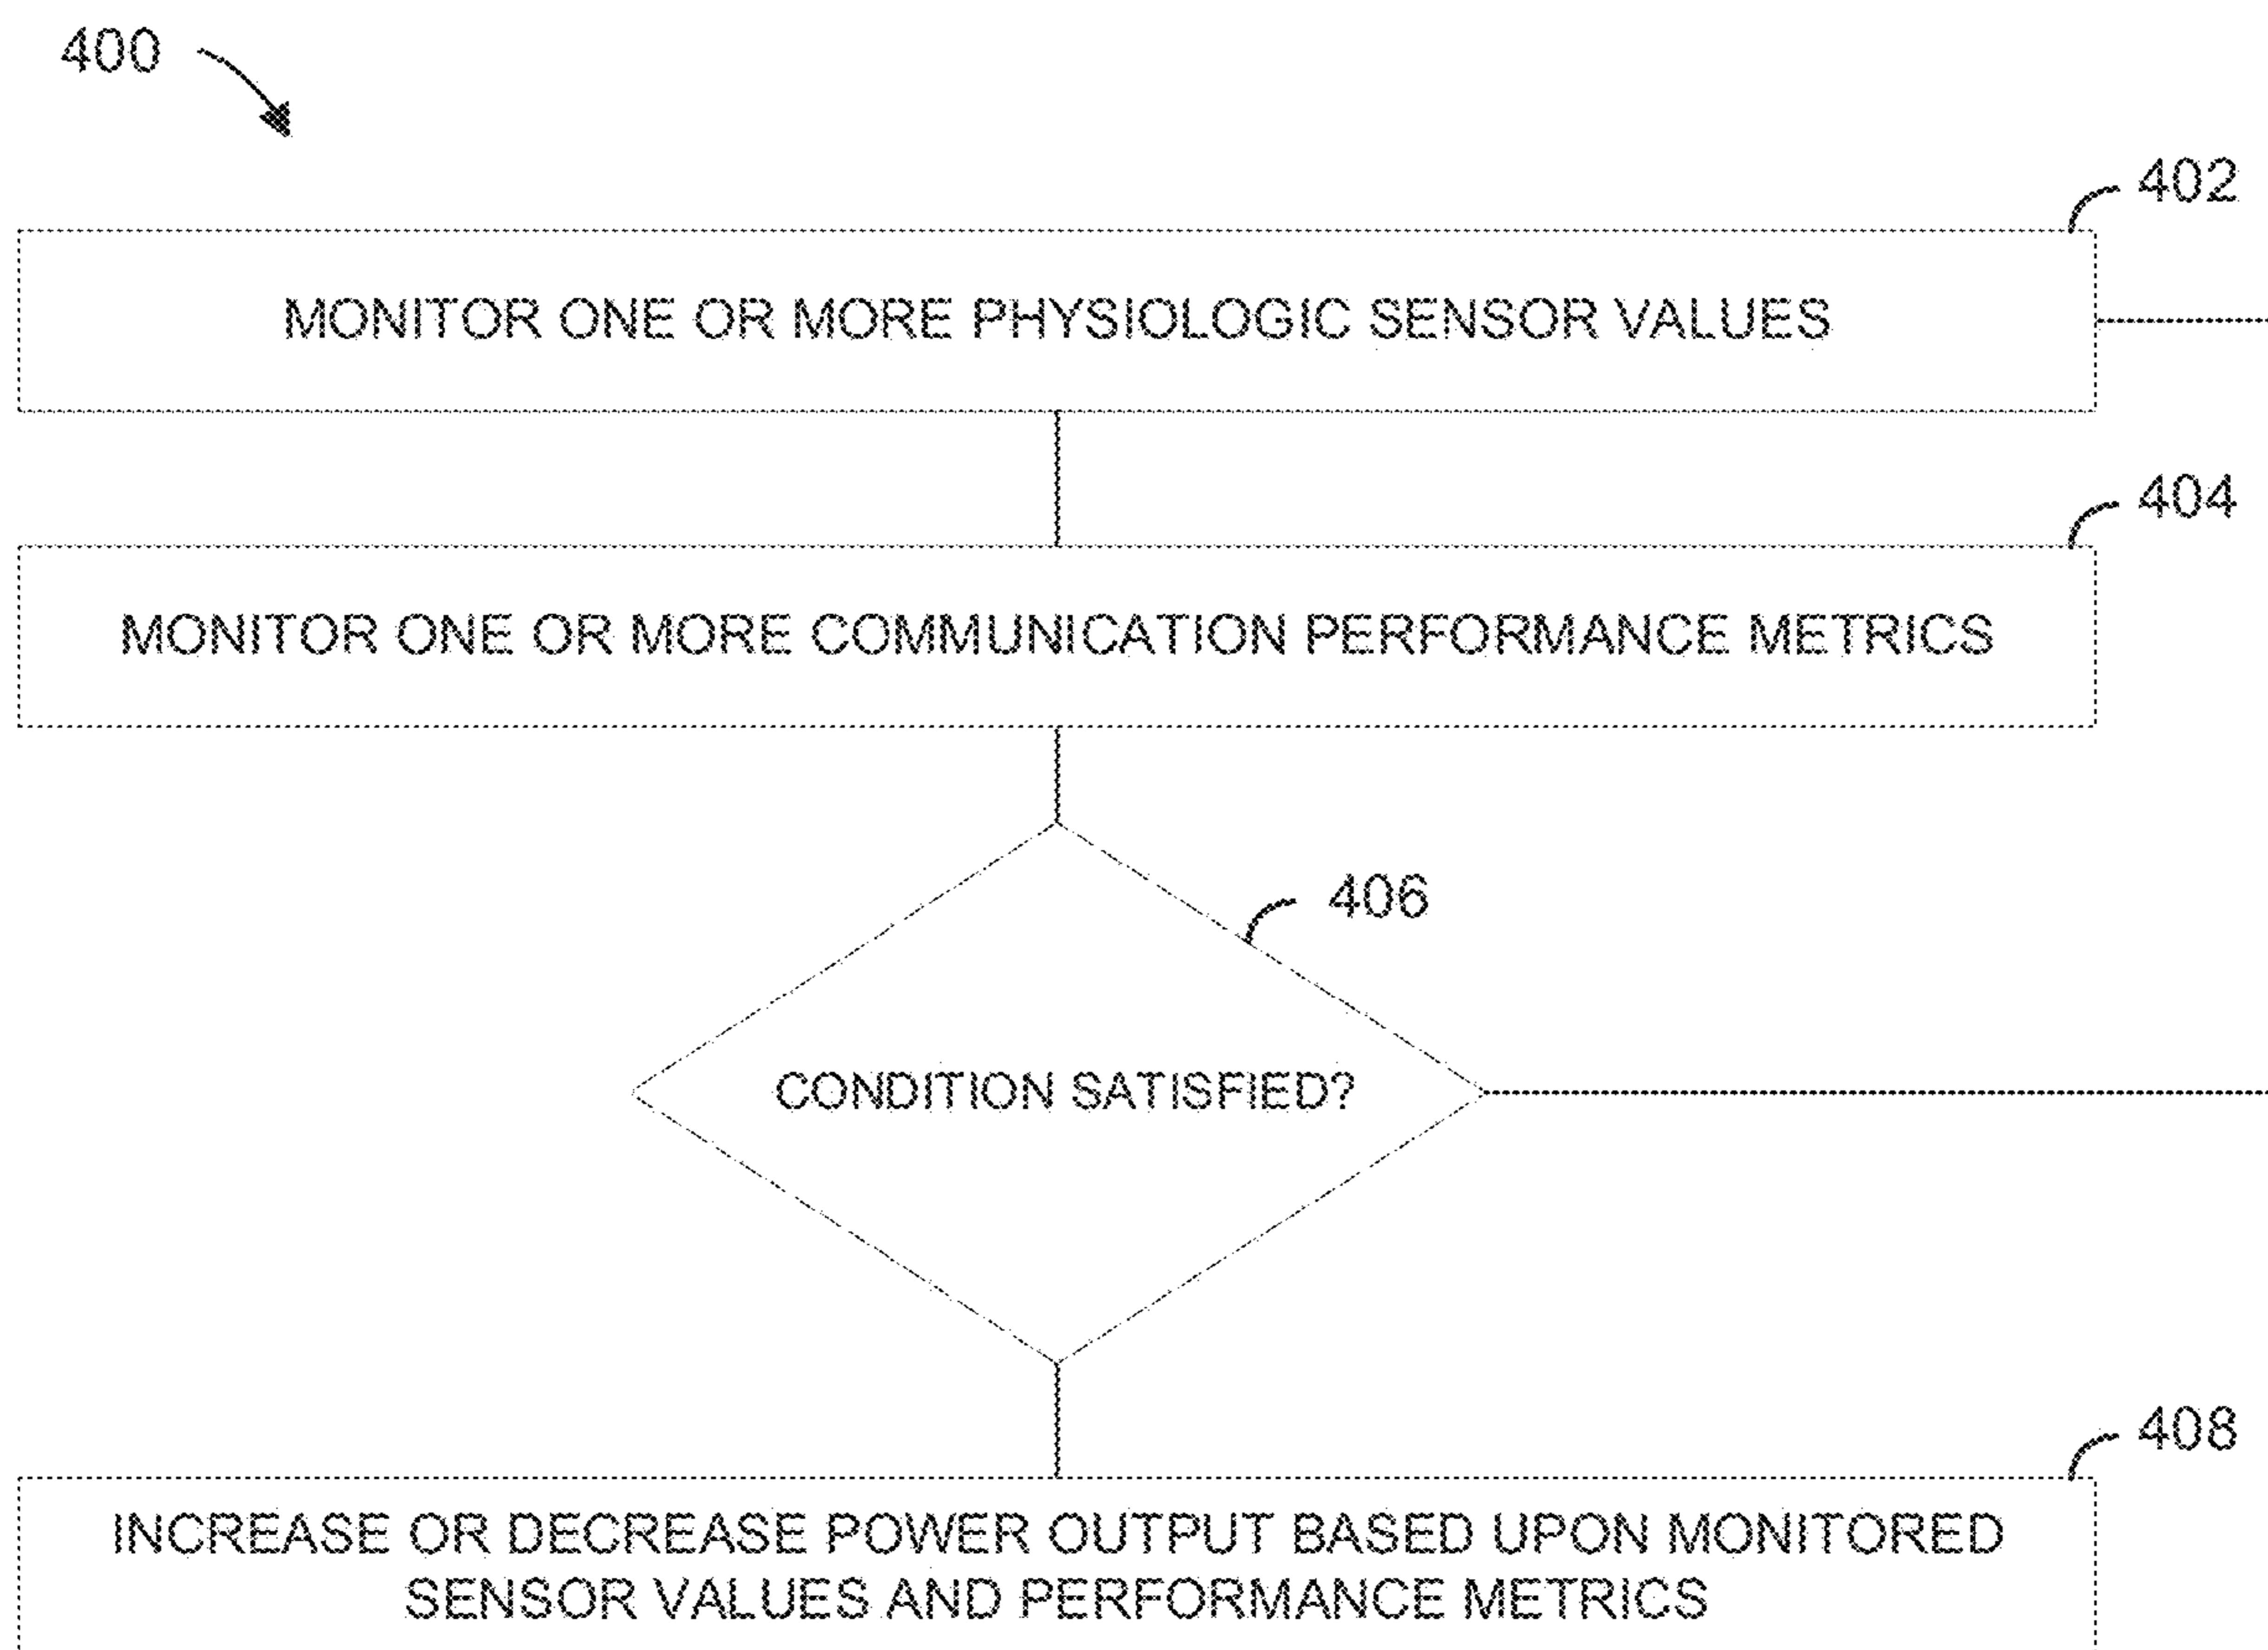 400
402
MONITOR ONE OR MORE PHYSIOLOGIC SENSOR VALUES
404
MONITOR ONE OR MORE COMMUNICATION PERFORMANCE METRICS
406
CONDITION SATISFIED?
408
INCREASE OR DECREASE POWER OUTPUT BASED UPON MONITORED
SENSOR VALUES AND PERFORMANCE METRICS